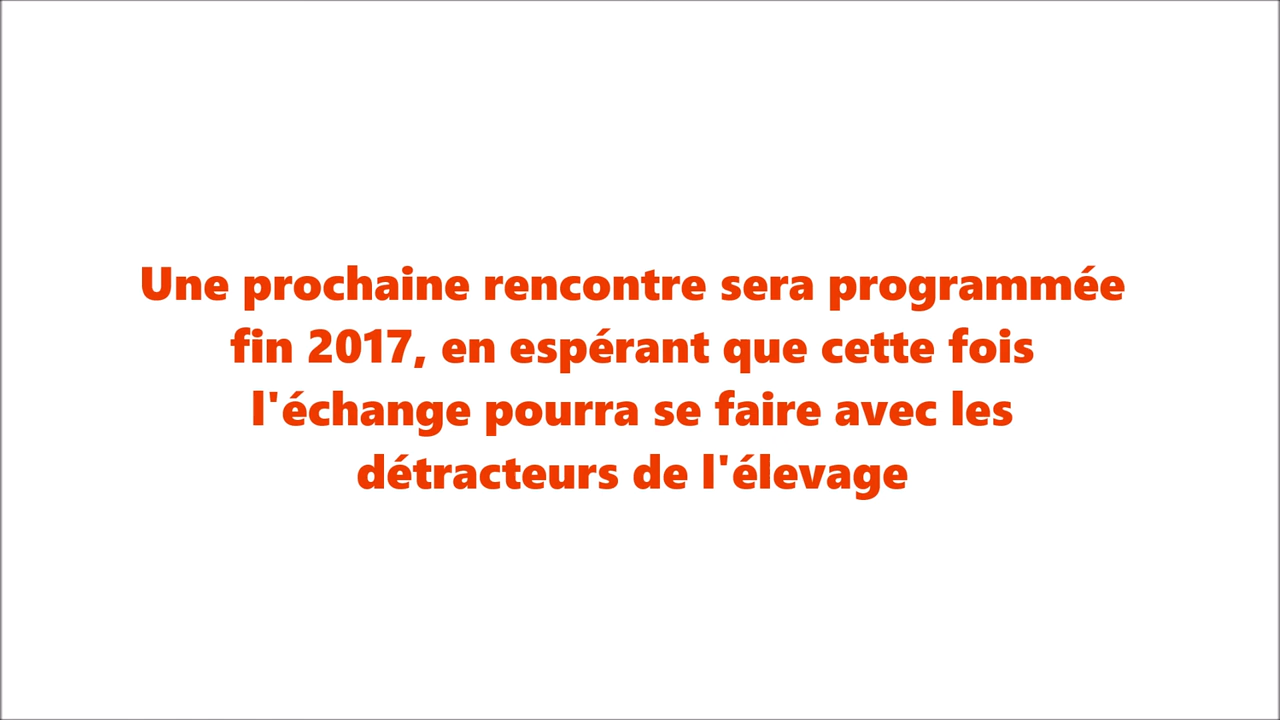 Une prochaine rencontre sera programmée
fin 2017, en espérant que cette fois
l'échange pourra se faire avec les
détracteurs de l'élevage